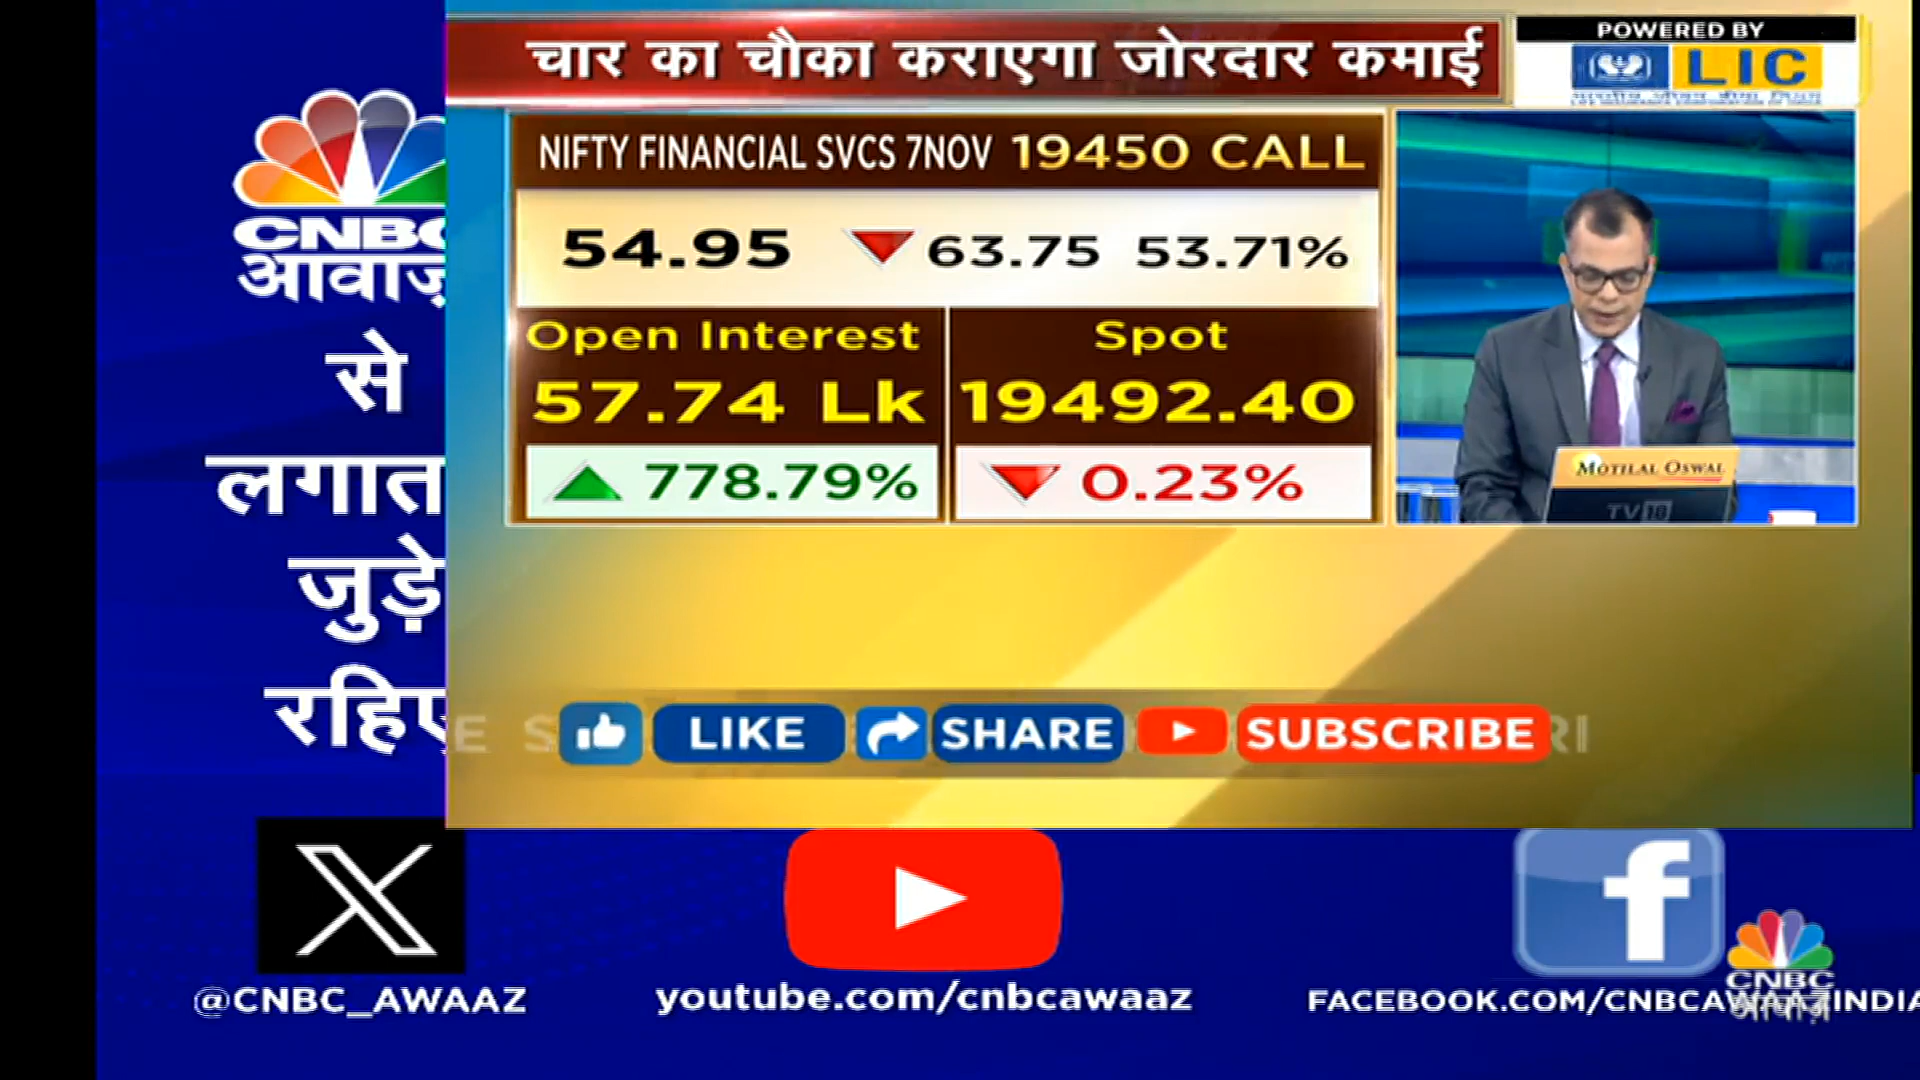 चार का चौका कराएगा जोरदार कमाई
POWERED BY
LIC
NIFTY FINANCIAL SVCS 7NOV 19450 CALL
54.95 63.75 53.71%
Open Interest
57.74 Lk
778.79%
Spot
19492.40
0.23%
MOTILAL OSWAL
TV18
CNBC
आवाज़
से
लगात
जुड़े
रहिए
LIKE SHARE SUBSCRIBE
@CNBC_AWAAZ
youtube.com/cnbcawaaz
FACEBOOK.COM/CNBCAWAAZINDIA
CNBC
आवाज़